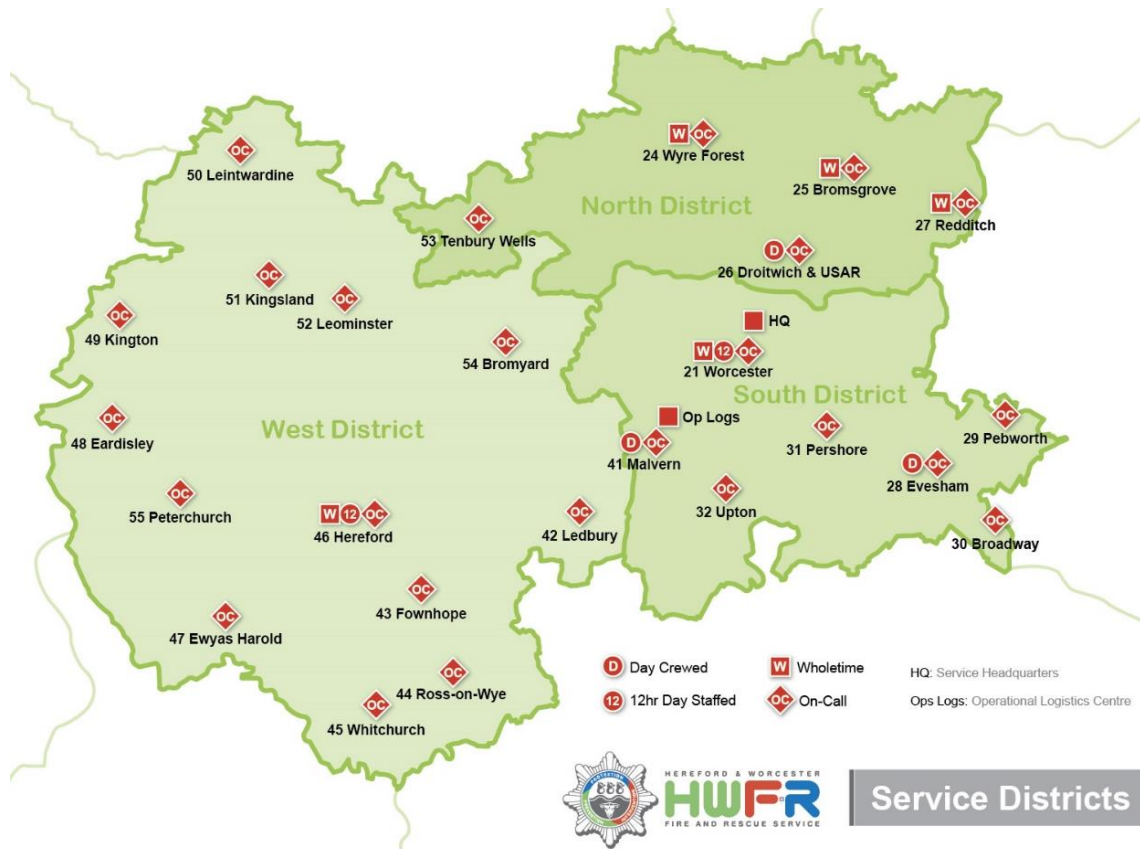 OC
50 Leintwardine
W OC
24 Wyre Forest
W OC
25 Bromsgrove
W OC
27 Redditch
North District
OC
53 Tenbury Wells
D OC
26 Droitwich & USAR
OC
51 Kingsland
OC
52 Leominster
OC
49 Kington
OC
54 Bromyard
HQ
W 12 OC
21 Worcester
South District
OC
48 Eardisley
West District
Op Logs
D OC
41 Malvern
OC
31 Pershore
OC
29 Pebworth
D OC
28 Evesham
OC
55 Peterchurch
W 12 OC
46 Hereford
OC
42 Ledbury
OC
32 Upton
OC
30 Broadway
OC
43 Fownhope
OC
47 Ewyas Harold
OC
44 Ross-on-Wye
OC
45 Whitchurch
D Day Crewed
W Wholetime
HQ: Service Headquarters
12 12hr Day Staffed
OC On-Call
Ops Logs: Operational Logistics Centre
HEREFORD & WORCESTER
HWFR
FIRE AND RESCUE SERVICE
Service Districts